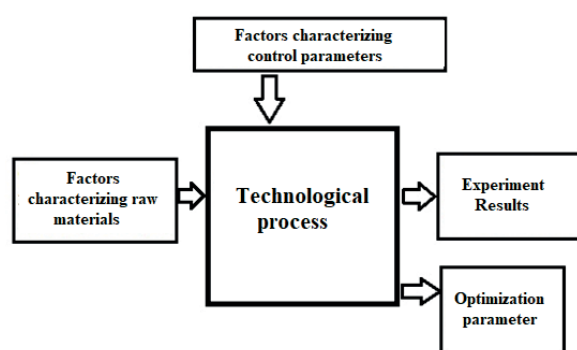 Factors characterizing
control parameters
Factors
characterizing raw
materials
Technological
process
Experiment
Results
Optimization
parameter